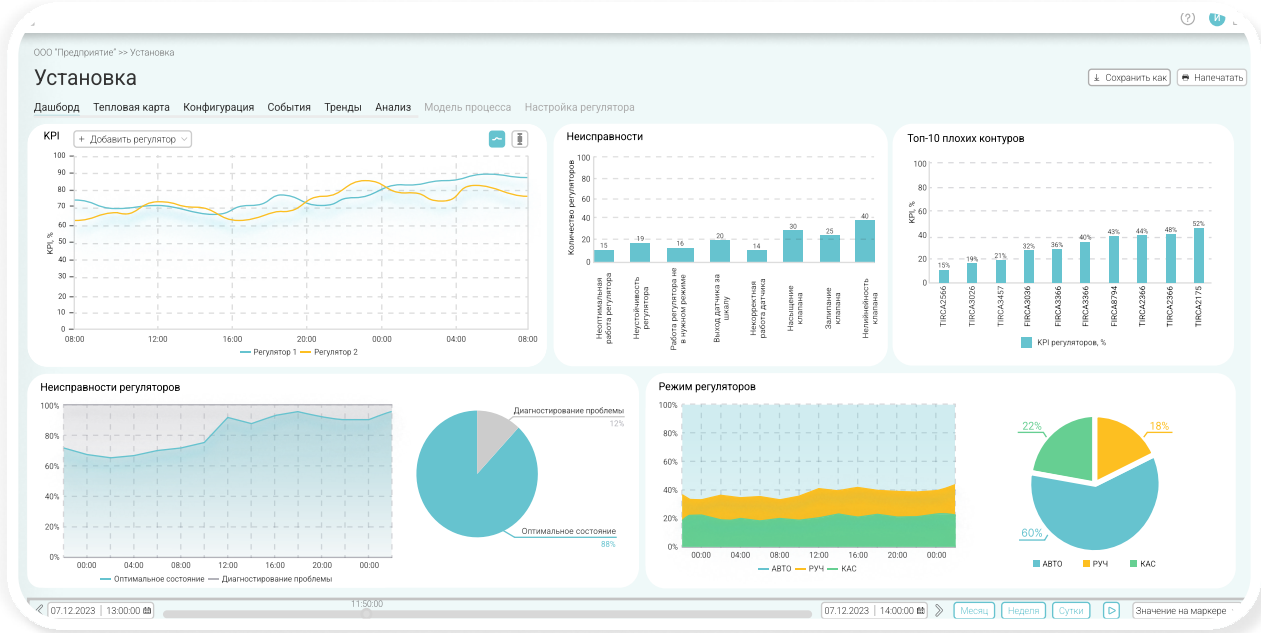 ?
И
ООО "Предприятие" >> Установка
Установка
Сохранить как
Напечатать
Дашборд Тепловая карта Конфигурация События Тренды Анализ Модель процесса Настройка регулятора
KPI
+ Добавить регулятор
KPI, %
100
90
80
70
60
50
40
30
20
10
0
08:00 12:00 16:00 20:00 00:00 04:00 08:00
Регулятор 1 Регулятор 2
Неисправности
Количество регуляторов
100
80
60
40
20
0
15 19 16 20 14 30 25 40
Неоптимальная
работа регулятора
Неустойчивость
регулятора
Работа регулятора не
в нужном режиме
Выход датчика за
шкалу
Некорректная
работа датчика
Насыщение
клапана
Залипание
клапана
Нелинейность
клапана
Топ-10 плохих контуров
KPI, %
100
80
60
40
20
0
15% 19% 21% 32% 36% 40% 43% 44% 48% 52%
TIRCA2566
TIRCA3026
TIRCA3457
FIRCA3036
FIRCA3366
FIRCA3366
FIRCA8794
TIRCA2366
TIRCA2366
TIRCA2175
KPI регуляторов, %
Неисправности регуляторов
100%
80%
60%
40%
20%
0%
00:00 04:00 08:00 12:00 16:00 20:00 00:00
Оптимальное состояние Диагностирование проблемы
Диагностирование проблемы
12%
Оптимальное состояние
88%
Режим регуляторов
100%
80%
60%
40%
20%
0%
00:00 04:00 08:00 12:00 16:00 20:00 00:00
АВТО РУЧ КАС
22%
18%
60%
АВТО РУЧ КАС
07.12.2023 13:00:00
11:50:00
07.12.2023 14:00:00
Месяц Неделя Сутки
Значение на маркере